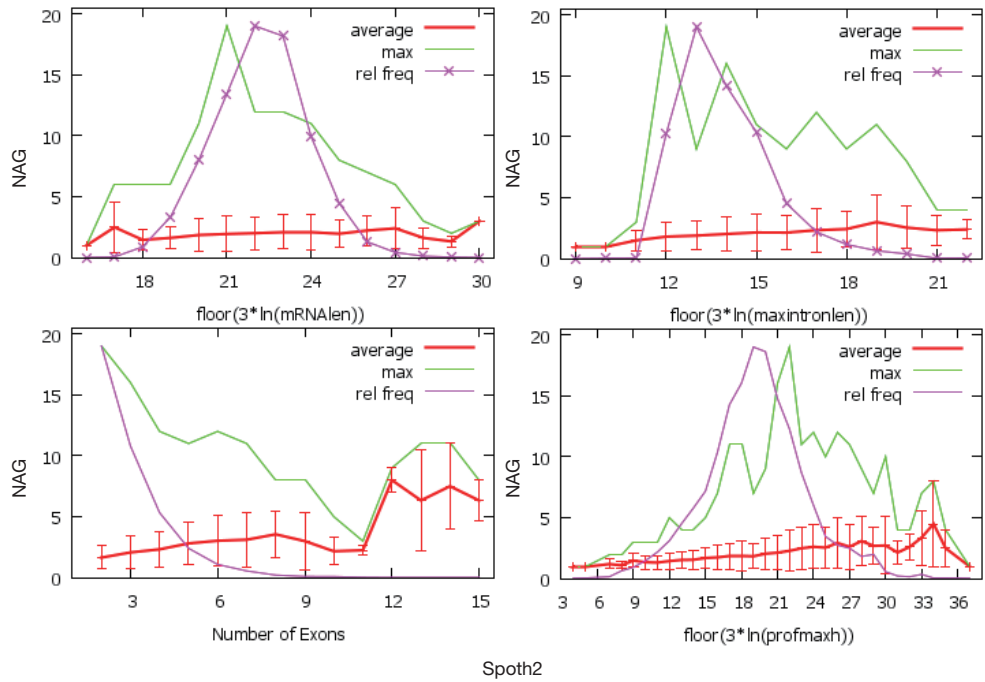 20
15
10
5
0
NAG
average
max
rel freq
18
21
24
27
30
floor(3*ln(mRNAlen))
20
15
10
5
0
NAG
average
max
rel freq
9
12
15
18
21
floor(3*ln(maxintronlen))
20
15
10
5
0
NAG
average
max
rel freq
3
6
9
12
15
Number of Exons
20
15
10
5
0
NAG
average
max
rel freq
3
6
9
12
15
18
21
24
27
30
33
36
floor(3*ln(profmaxh))
Spoth2